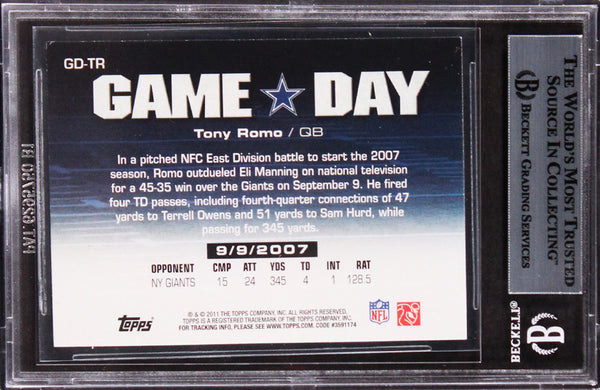 GD-TR
GAME DAY
Tony Romo / QB
In a pitched NFC East Division battle to start the 2007
season, Romo outdueled Eli Manning on national television
for a 45-35 win over the Giants on September 9. He fired
four TD passes, including fourth-quarter connections of 47
yards to Terrell Owens and 51 yards to Sam Hurd, while
passing for 345 yards.
9/9/2007
OPPONENT CMP ATT YDS TD INT RAT
NY GIANTS 15 24 345 4 1 128.5
Topps
® & © 2011 THE TOPPS COMPANY, INC. ALL RIGHTS RESERVED.
TOPPS IS A REGISTERED TRADEMARK OF THE TOPPS COMPANY, INC.
FOR TRACKING INFO, PLEASE SEE WWW.TOPPS.COM. CODE #3591174
NFL
THE WORLD'S MOST TRUSTED
SOURCE IN COLLECTING™
BECKETT GRADING SERVICES
B
BECKETT®
B